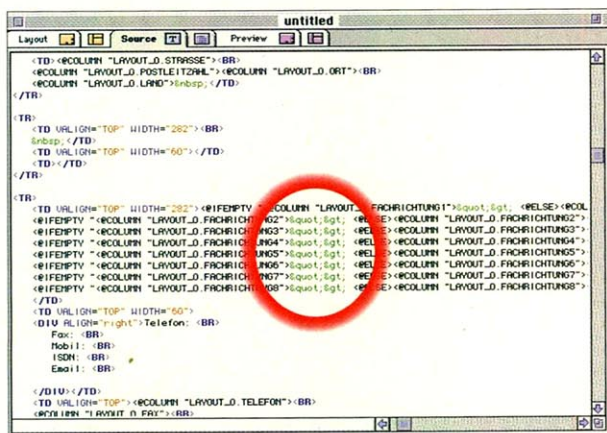 untitled
Layout Source Preview
<TD><@COLUMN "LAYOUT_0.STRASSE"><BR>
<@COLUMN "LAYOUT_0.POSTLEITZAHL"><@COLUMN "LAYOUT_0.ORT"><BR>
<@COLUMN "LAYOUT_0.LAND">&nbsp;</TD>
</TR>
<TR>
<TD VALIGN="TOP" WIDTH="282"><BR>
&nbsp;</TD>
<TD VALIGN="TOP" WIDTH="60"></TD>
<TD></TD>
</TR>
<TR>
<TD VALIGN="TOP" WIDTH="282"><@IFEMPTY "<@COLUMN "LAYOUT_0.FACHRICHTUNG1">&quot;&gt; <@ELSE><@COL
<@IFEMPTY "<@COLUMN "LAYOUT_0.FACHRICHTUNG2">&quot;&gt; <@ELSE><@COLUMN "LAYOUT_0.FACHRICHTUNG2">
<@IFEMPTY "<@COLUMN "LAYOUT_0.FACHRICHTUNG3">&quot;&gt; <@ELSE><@COLUMN "LAYOUT_0.FACHRICHTUNG3">
<@IFEMPTY "<@COLUMN "LAYOUT_0.FACHRICHTUNG4">&quot;&gt; <@ELSE><@COLUMN "LAYOUT_0.FACHRICHTUNG4">
<@IFEMPTY "<@COLUMN "LAYOUT_0.FACHRICHTUNG5">&quot;&gt; <@ELSE><@COLUMN "LAYOUT_0.FACHRICHTUNG5">
<@IFEMPTY "<@COLUMN "LAYOUT_0.FACHRICHTUNG6">&quot;&gt; <@ELSE><@COLUMN "LAYOUT_0.FACHRICHTUNG6">
<@IFEMPTY "<@COLUMN "LAYOUT_0.FACHRICHTUNG7">&quot;&gt; <@ELSE><@COLUMN "LAYOUT_0.FACHRICHTUNG7">
<@IFEMPTY "<@COLUMN "LAYOUT_0.FACHRICHTUNG8">&quot;&gt; <@ELSE><@COLUMN "LAYOUT_0.FACHRICHTUNG8">
</TD>
<TD VALIGN="TOP" WIDTH="60">
<DIV ALIGN="right">Telefon: <BR>
Fax: <BR>
Mobil: <BR>
ISDN: <BR>
Email: <BR>
</DIV></TD>
<TD VALIGN="TOP"><@COLUMN "LAYOUT_0.TELEFON"><BR>
<@COLUMN "LAYOUT_0.FAX"><BR>